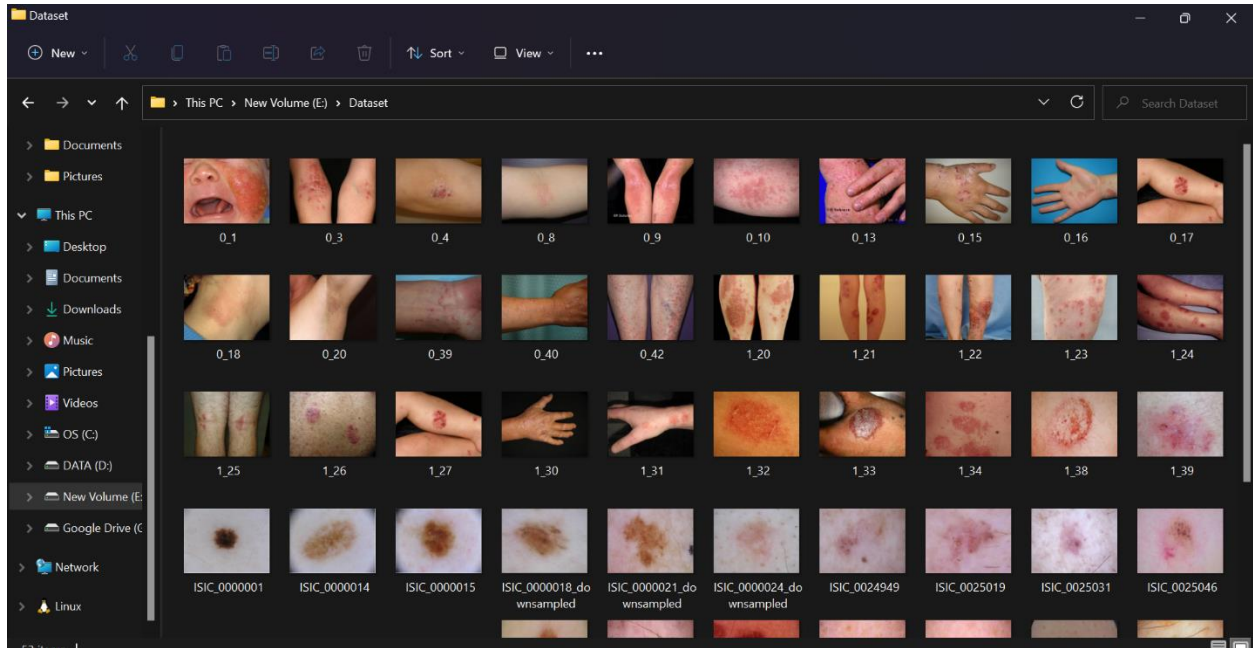 Dataset
New
Sort
View
This PC
New Volume (E:)
Dataset
Search Dataset
Documents
Pictures
This PC
Desktop
Documents
Downloads
Music
Pictures
Videos
OS (C:)
DATA (D:)
New Volume (E:
Google Drive (G
Network
Linux
0_1
0_3
0_4
0_8
0_9
0_10
0_13
0_15
0_16
0_17
0_18
0_20
0_39
0_40
0_42
1_20
1_21
1_22
1_23
1_24
1_25
1_26
1_27
1_30
1_31
1_32
1_33
1_34
1_38
1_39
ISIC_0000001
ISIC_0000014
ISIC_0000015
ISIC_0000018_do
wnsampled
ISIC_0000021_do
wnsampled
ISIC_0000024_do
wnsampled
ISIC_0024949
ISIC_0025019
ISIC_0025031
ISIC_0025046